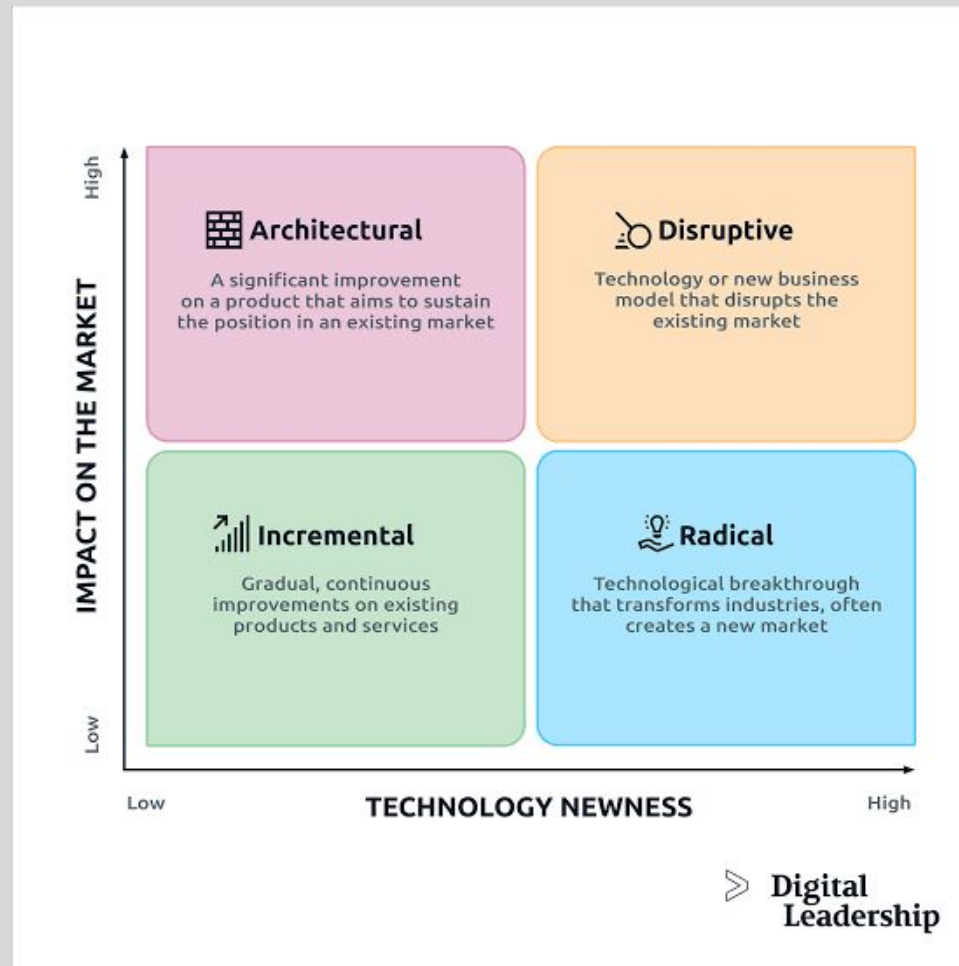 High
Architectural
A significant improvement
on a product that aims to sustain
the position in an existing market
Disruptive
Technology or new business
model that disrupts the
existing market
IMPACT ON THE MARKET
Incremental
Gradual, continuous
improvements on existing
products and services
Radical
Technological breakthrough
that transforms industries, often
creates a new market
Low
Low
TECHNOLOGY NEWNESS
High
Digital
Leadership